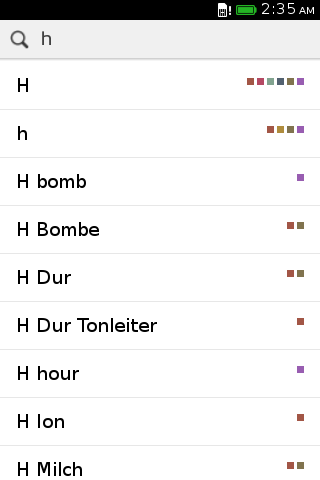 2:35 AM
h
H
h
H bomb
H Bombe
H Dur
H Dur Tonleiter
H hour
H Ion
H Milch